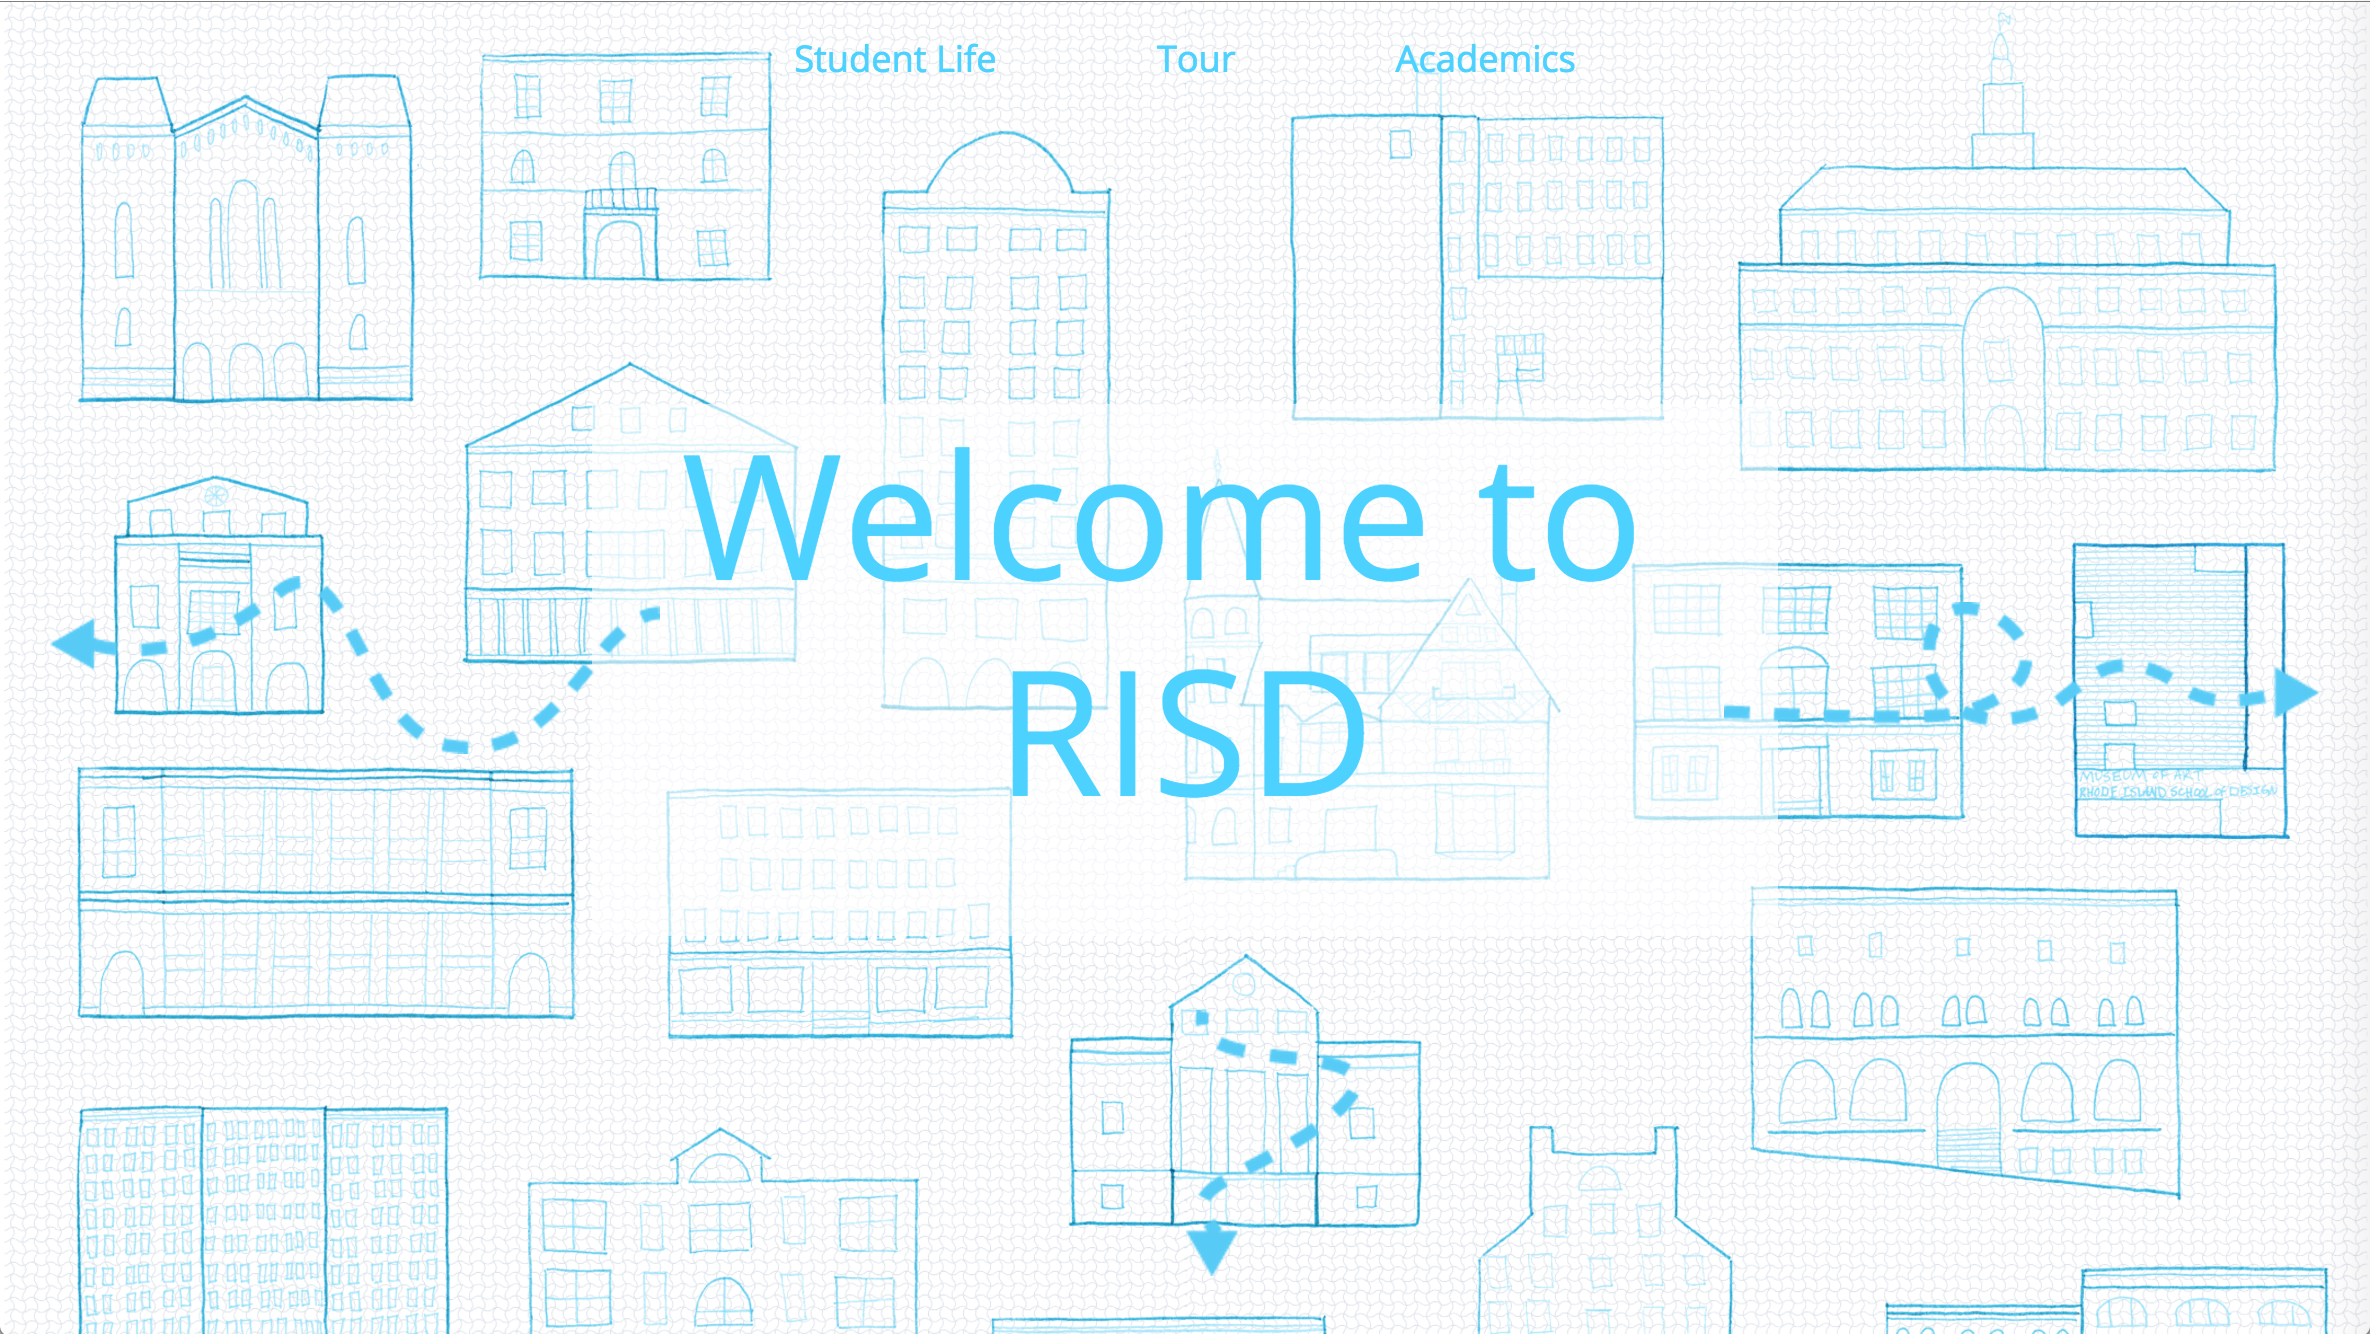 Student Life
Tour
Academics
Welcome to
RISD
MUSEUM OF ART
RHODE ISLAND SCHOOL of DESIGN